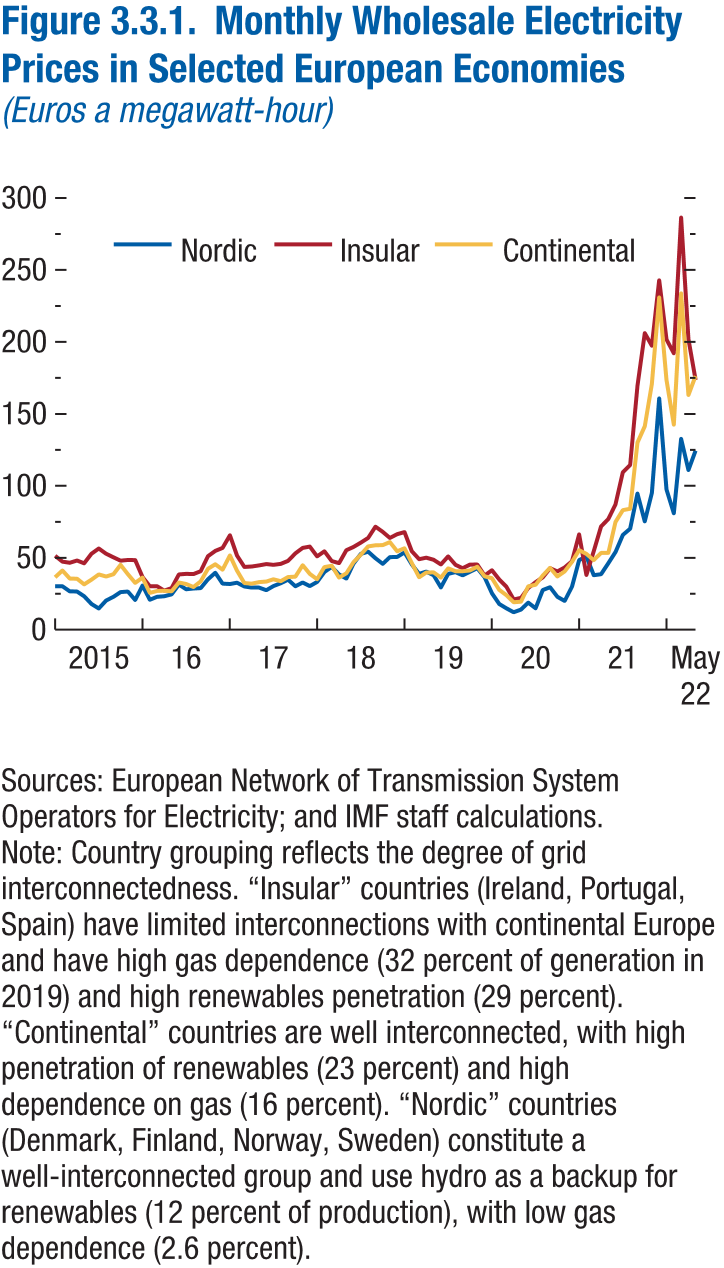 Figure 3.3.1. Monthly Wholesale Electricity
Prices in Selected European Economies
(Euros a megawatt-hour)
300
250
200
150
100
50
0
Nordic
Insular
Continental
2015
16
17
18
19
20
21
May
22
Sources: European Network of Transmission System
Operators for Electricity; and IMF staff calculations.
Note: Country grouping reflects the degree of grid
interconnectedness. “Insular” countries (Ireland, Portugal,
Spain) have limited interconnections with continental Europe
and have high gas dependence (32 percent of generation in
2019) and high renewables penetration (29 percent).
“Continental” countries are well interconnected, with high
penetration of renewables (23 percent) and high
dependence on gas (16 percent). “Nordic” countries
(Denmark, Finland, Norway, Sweden) constitute a
well-interconnected group and use hydro as a backup for
renewables (12 percent of production), with low gas
dependence (2.6 percent).